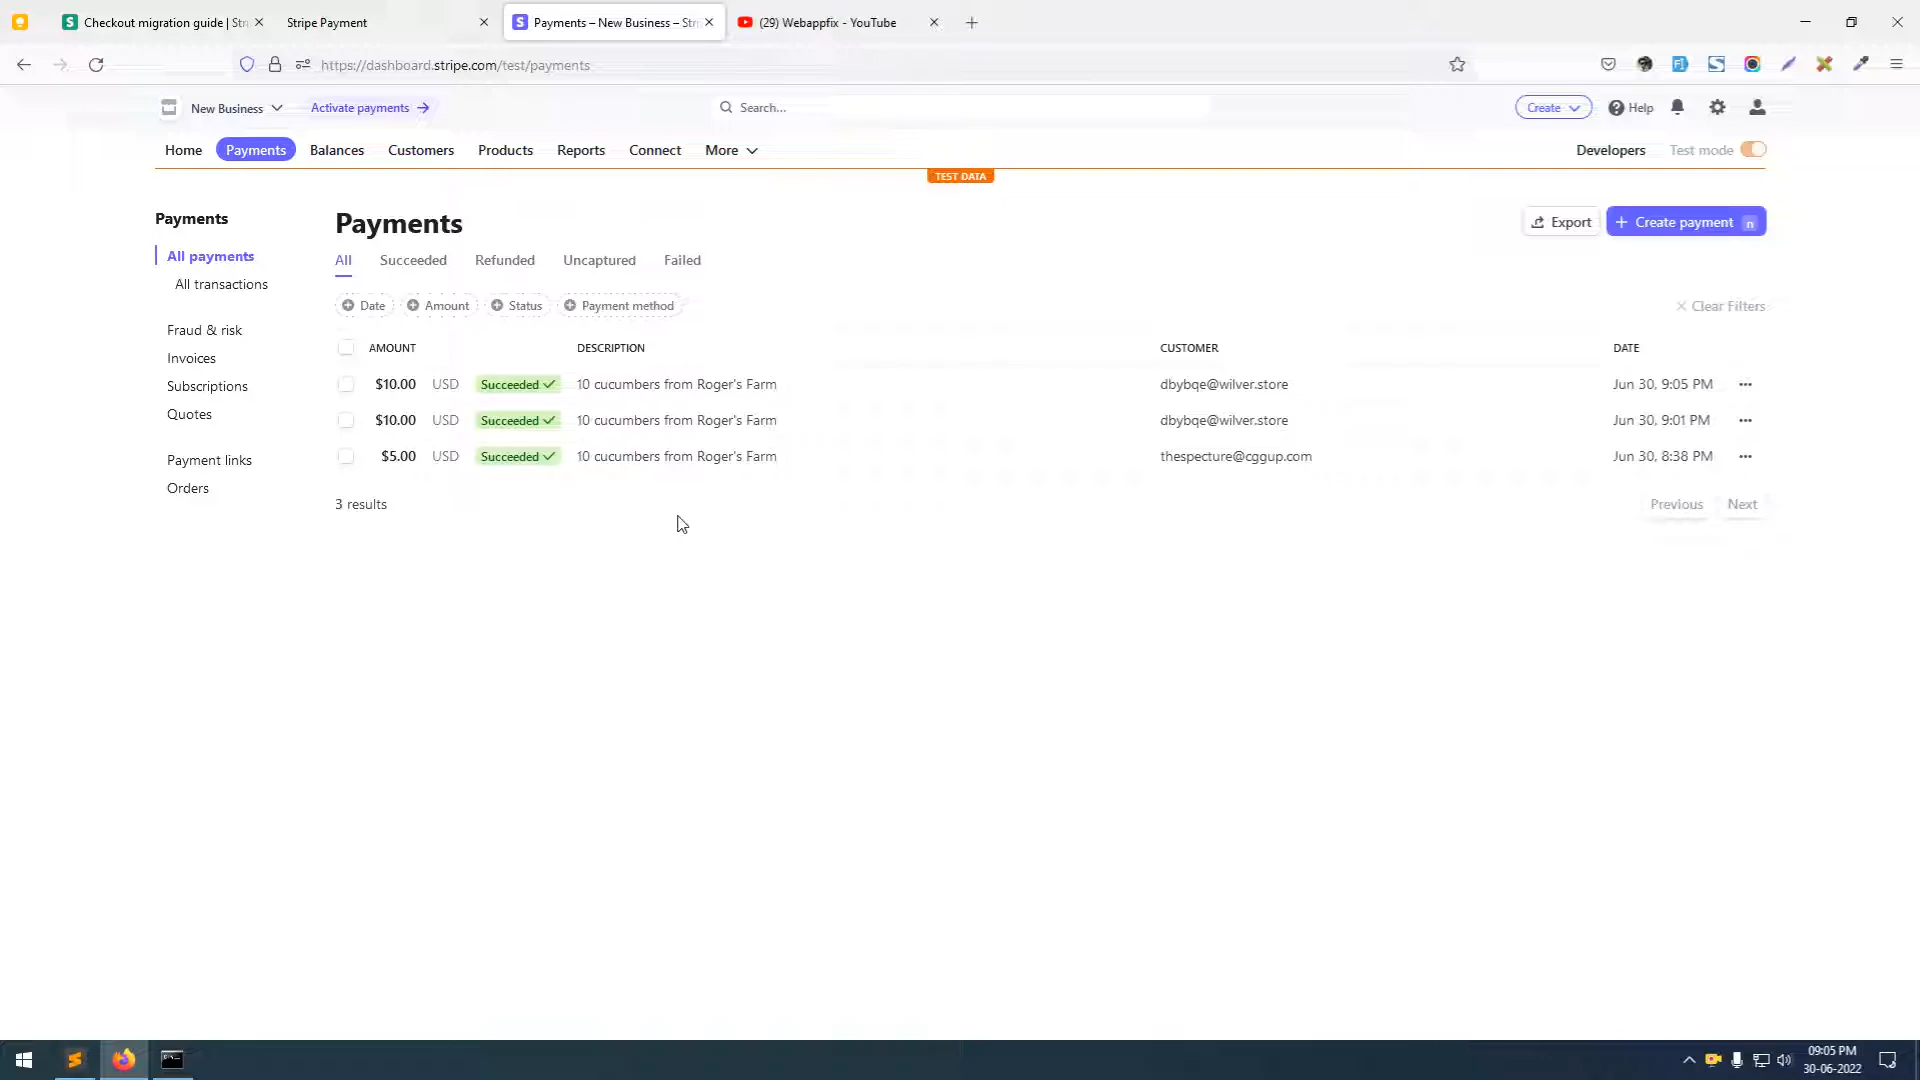 Checkout migration guide | Str
Stripe Payment
Payments – New Business – Stri
(29) Webappfix - YouTube
https://dashboard.stripe.com/test/payments
New Business
Activate payments →
Search...
Create
Help
Home
Payments
Balances
Customers
Products
Reports
Connect
More
Developers
Test mode
TEST DATA
Payments
All payments
All transactions
Fraud & risk
Invoices
Subscriptions
Quotes
Payment links
Orders
Payments
Export
+ Create payment n
All
Succeeded
Refunded
Uncaptured
Failed
Date
Amount
Status
Payment method
Clear Filters
AMOUNT DESCRIPTION CUSTOMER DATE
$10.00 USD Succeeded ✓ 10 cucumbers from Roger's Farm dbybqe@wilver.store Jun 30, 9:05 PM
$10.00 USD Succeeded ✓ 10 cucumbers from Roger's Farm dbybqe@wilver.store Jun 30, 9:01 PM
$5.00 USD Succeeded ✓ 10 cucumbers from Roger's Farm thespecture@cggup.com Jun 30, 8:38 PM
3 results
Previous
Next
09:05 PM
30-06-2022